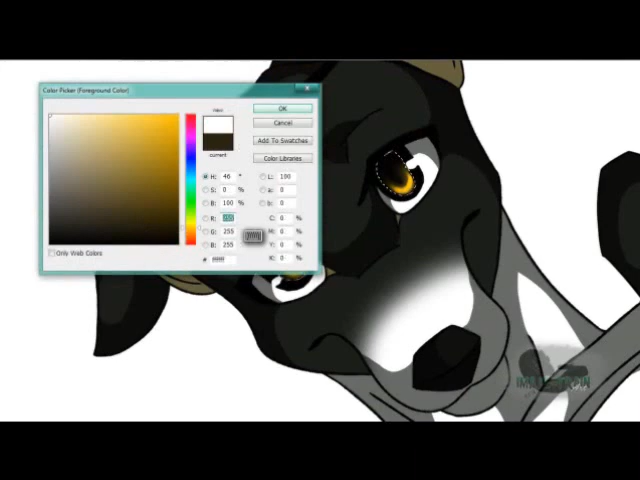 Color Picker (Foreground Color)
new
current
OK
Cancel
Add To Swatches
Color Libraries
H: 46 °
S: 0 %
B: 100 %
R: 255
G: 255
B: 255
# ffffff
L: 100
a: 0
b: 0
C: 0 %
M: 0 %
Y: 0 %
K: 0 %
Only Web Colors